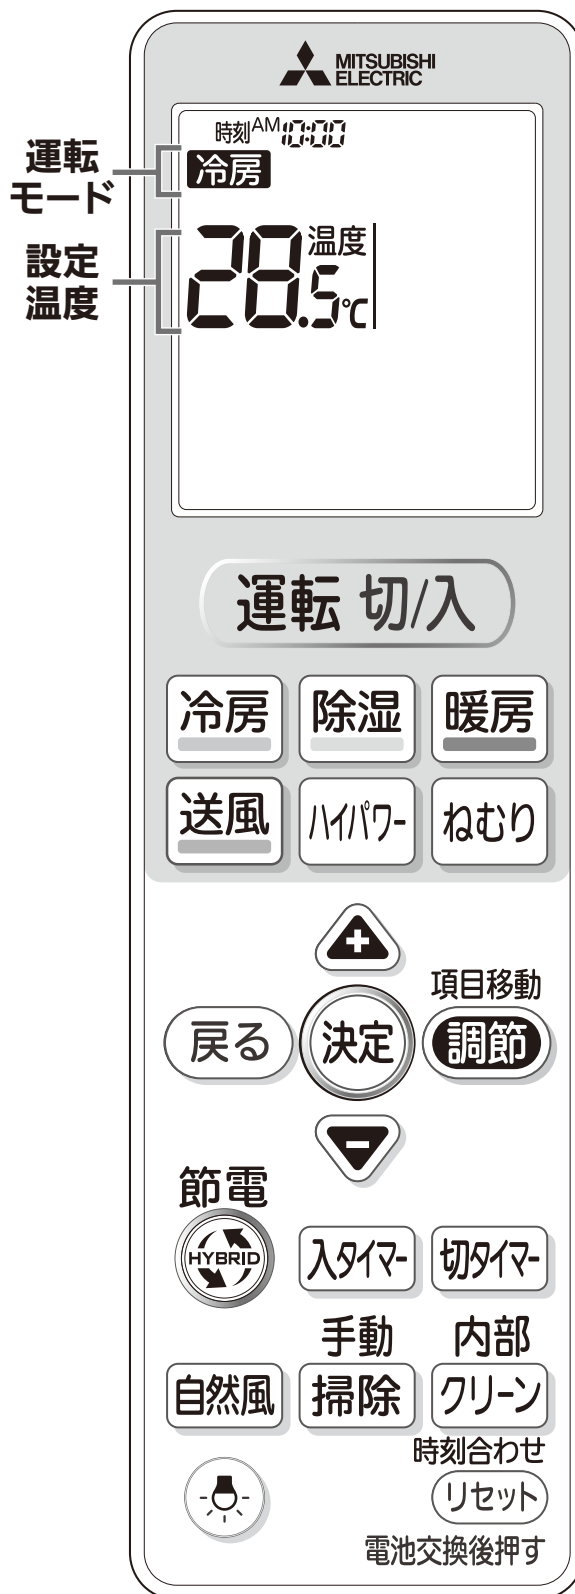 MITSUBISHI
ELECTRIC
時刻AM10:00
運転
モード
冷房
設定
温度
28.5℃
温度
運転 切/入
冷房 除湿 暖房
送風 ハイパワー ねむり
+
項目移動
戻る 決定 調節
-
節電
HYBRID 入タイマー 切タイマー
手動 内部
自然風 掃除 クリーン
時刻合わせ
リセット
電池交換後押す